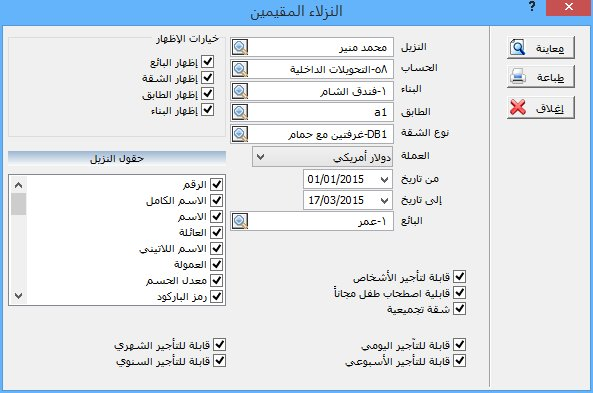 النزلاء المقيمين
?
معاينة
طباعة
إغلاق
النزيل
محمد منير
الحساب
٥٨-التحويلات الداخلية
البناء
١-فندق الشام
الطابق
a1
نوع الشقة
DB1-غرفتين مع حمام
العملة
دولار أمريكي
من تاريخ
01/01/2015
إلى تاريخ
17/03/2015
البائع
١-عمر
خيارات الإظهار
إظهار البائع
إظهار الشقة
إظهار الطابق
إظهار البناء
حقول النزيل
الرقم
الاسم الكامل
الاسم
العائلة
الاسم اللاتيني
العمولة
معدل الحسم
رمز الباركود
قابلة لتأجير الأشخاص
قابلية اصطحاب طفل مجاناً
شقة تجميعية
قابلة للتأجير اليومي
قابلة للتأجير الشهري
قابلة للتأجير الأسبوعي
قابلة للتأجير السنوي